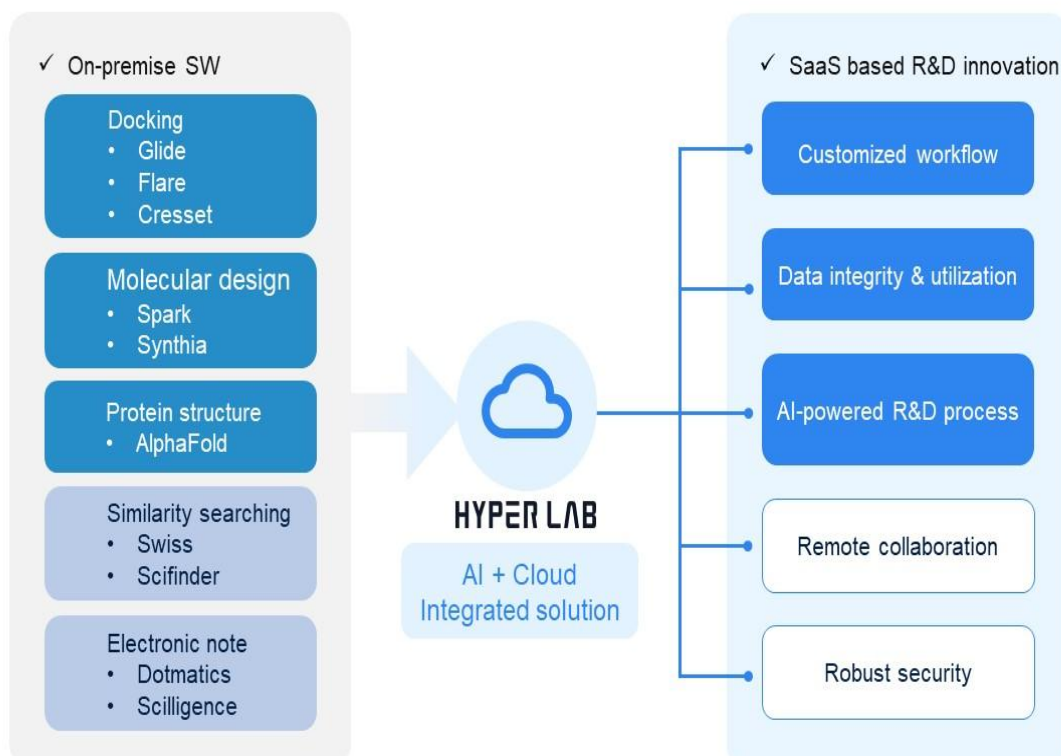 ✓ On-premise SW
Docking
• Glide
• Flare
• Cresset
Molecular design
• Spark
• Synthia
Protein structure
• AlphaFold
Similarity searching
• Swiss
• Scifinder
Electronic note
• Dotmatics
• Scilligence
HYPER LAB
AI + Cloud
Integrated solution
✓ SaaS based R&D innovation
Customized workflow
Data integrity & utilization
AI-powered R&D process
Remote collaboration
Robust security